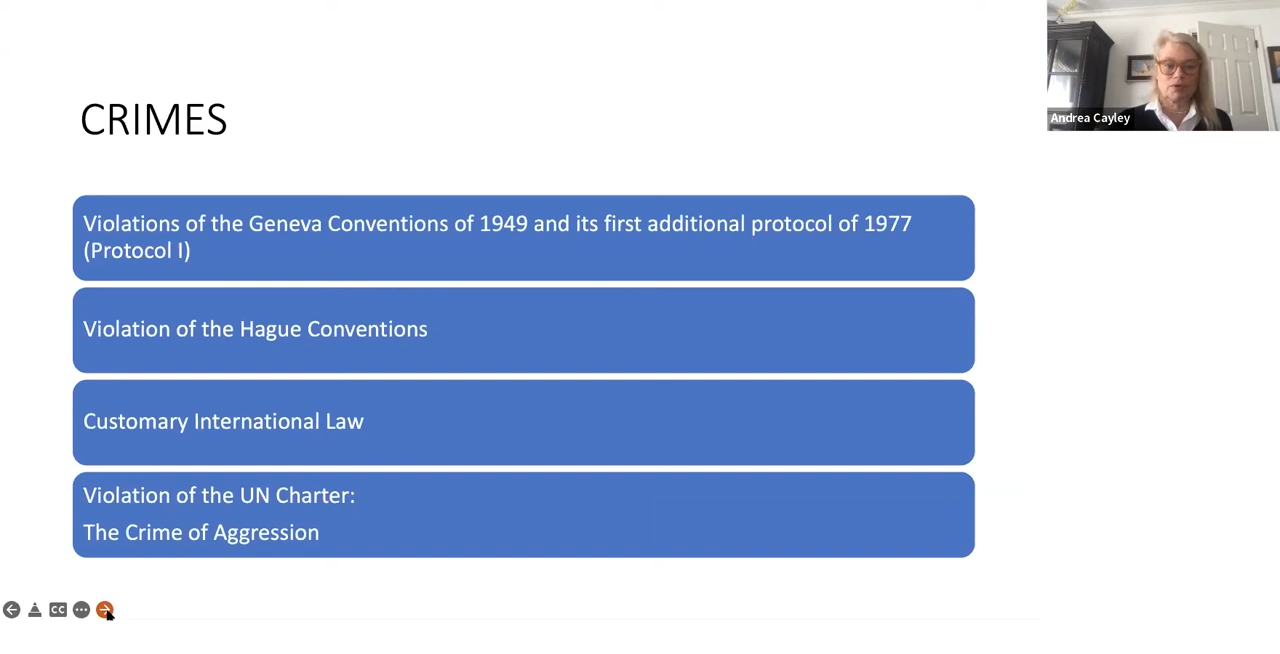 CRIMES
Violations of the Geneva Conventions of 1949 and its first additional protocol of 1977
(Protocol I)
Violation of the Hague Conventions
Customary International Law
Violation of the UN Charter:
The Crime of Aggression
Andrea Cayley
CC